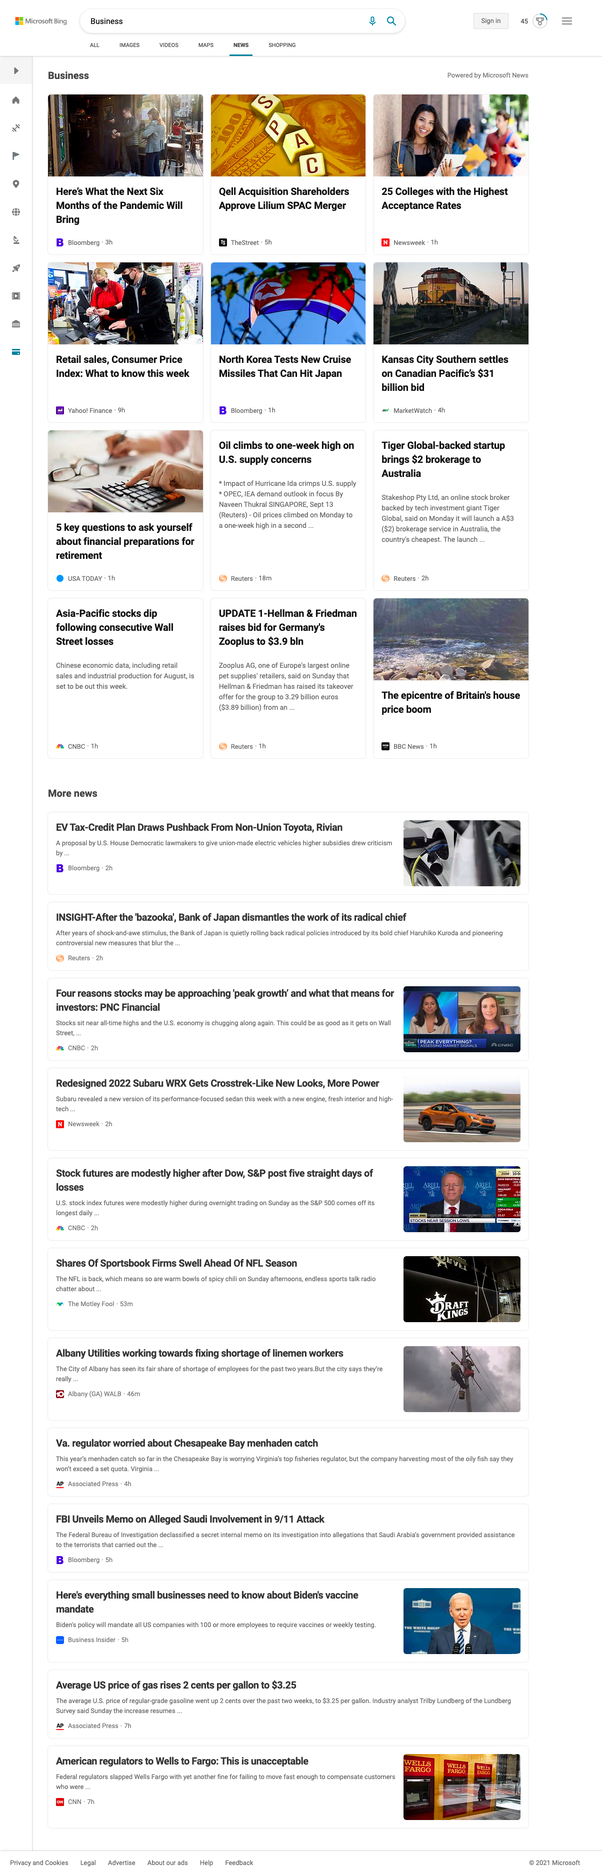 Microsoft Bing
Business
Sign in
45
ALL IMAGES VIDEOS MAPS NEWS SHOPPING
Business
Powered by Microsoft News
Here's What the Next Six
Months of the Pandemic Will
Bring
Bloomberg · 3h
100
S
P
A
C
Qell Acquisition Shareholders
Approve Lilium SPAC Merger
TheStreet · 5h
25 Colleges with the Highest
Acceptance Rates
Newsweek · 1h
Retail sales, Consumer Price
Index: What to know this week
Yahoo! Finance · 9h
North Korea Tests New Cruise
Missiles That Can Hit Japan
Bloomberg · 1h
Kansas City Southern settles
on Canadian Pacific's $31
billion bid
MarketWatch · 4h
5 key questions to ask yourself
about financial preparations for
retirement
USA TODAY · 1h
Oil climbs to one-week high on
U.S. supply concerns
* Impact of Hurricane Ida crimps U.S. supply
* OPEC, IEA demand outlook in focus By
Naveen Thukral SINGAPORE, Sept 13
(Reuters) - Oil prices climbed on Monday to
a one-week high in a second ...
Reuters · 18m
Tiger Global-backed startup
brings $2 brokerage to
Australia
Stakeshop Pty Ltd, an online stock broker
backed by tech investment giant Tiger
Global, said on Monday it will launch a A$3
($2) brokerage service in Australia, the
country's cheapest. The launch ...
Reuters · 2h
Asia-Pacific stocks dip
following consecutive Wall
Street losses
Chinese economic data, including retail
sales and industrial production for August, is
set to be out this week.
CNBC · 1h
UPDATE 1-Hellman & Friedman
raises bid for Germany's
Zooplus to $3.9 bln
Zooplus AG, one of Europe's largest online
pet supplies' retailers, said on Sunday that
Hellman & Friedman has raised its takeover
offer for the group to 3.29 billion euros
($3.89 billion) from an ...
Reuters · 1h
The epicentre of Britain's house
price boom
BBC News · 1h
More news
EV Tax-Credit Plan Draws Pushback From Non-Union Toyota, Rivian
A proposal by U.S. House Democratic lawmakers to give union-made electric vehicles higher subsidies drew criticism
by ...
Bloomberg · 2h
INSIGHT-After the 'bazooka', Bank of Japan dismantles the work of its radical chief
After years of shock-and-awe stimulus, the Bank of Japan is quietly rolling back radical policies introduced by its bold chief Haruhiko Kuroda and pioneering
controversial new measures that blur the ...
Reuters · 2h
Four reasons stocks may be approaching 'peak growth' and what that means for
investors: PNC Financial
Stocks sit near all-time highs and the U.S. economy is chugging along again. This could be as good as it gets on Wall
Street, ...
CNBC · 2h
PEAK EVERYTHING?
ASSESSING MARKET SIGNALS
CNBC
Redesigned 2022 Subaru WRX Gets Crosstrek-Like New Looks, More Power
Subaru revealed a new version of its performance-focused sedan this week with a new engine, fresh interior and high-
tech ...
Newsweek · 2h
Stock futures are modestly higher after Dow, S&P post five straight days of
losses
U.S. stock index futures were modestly higher during overnight trading on Sunday as the S&P 500 comes off its
longest daily ...
CNBC · 2h
ARIEL
STOCKS NEAR SESSION LOWS
Shares Of Sportsbook Firms Swell Ahead Of NFL Season
The NFL is back, which means so are warm bowls of spicy chili on Sunday afternoons, endless sports talk radio
chatter about ...
The Motley Fool · 53m
DRAFT
KINGS
Albany Utilities working towards fixing shortage of linemen workers
The City of Albany has seen its fair share of shortage of employees for the past two years.But the city says they're
really ...
Albany (GA) WALB · 46m
Va. regulator worried about Chesapeake Bay menhaden catch
This year's menhaden catch so far in the Chesapeake Bay is worrying Virginia's top fisheries regulator, but the company harvesting most of the oily fish say they
won't exceed a set quota. Virginia ...
AP Associated Press · 4h
FBI Unveils Memo on Alleged Saudi Involvement in 9/11 Attack
The Federal Bureau of Investigation declassified a secret internal memo on its investigation into allegations that Saudi Arabia's government provided assistance
to the terrorists that carried out the ...
Bloomberg · 5h
Here's everything small businesses need to know about Biden's vaccine
mandate
Biden's policy will mandate all US companies with 100 or more employees to require vaccines or weekly testing.
Business Insider · 5h
Average US price of gas rises 2 cents per gallon to $3.25
The average U.S. price of regular-grade gasoline went up 2 cents over the past two weeks, to $3.25 per gallon. Industry analyst Trilby Lundberg of the Lundberg
Survey said Sunday the increase resumes ...
AP Associated Press · 7h
American regulators to Wells to Fargo: This is unacceptable
Federal regulators slapped Wells Fargo with yet another fine for failing to move fast enough to compensate customers
who were ...
CNN · 7h
WELLS FARGO
WELLS FARGO
WELLS FARGO
Privacy and Cookies Legal Advertise About our ads Help Feedback © 2021 Microsoft